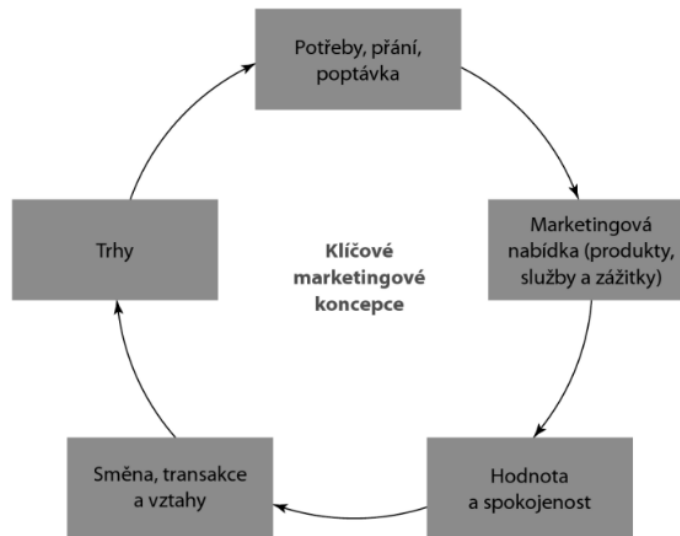 Potřeby, přání,
poptávka
Marketingová
nabídka (produkty,
služby a zážitky)
Trhy
Klíčové
marketingové
koncepce
Směna, transakce
a vztahy
Hodnota
a spokojenost